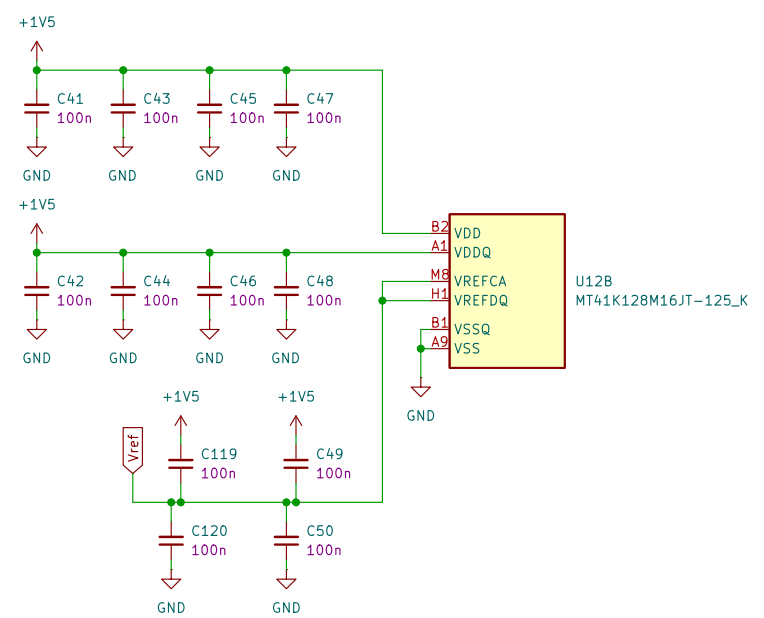 +1V5
C41
100n
C43
100n
C45
100n
C47
100n
GND
GND
GND
GND
+1V5
B2
VDD
A1
VDDQ
M8
VREFCA
H1
VREFDQ
B1
VSSQ
A9
VSS
U12B
MT41K128M16JT-125_K
C42
100n
C44
100n
C46
100n
C48
100n
GND
GND
GND
GND
GND
+1V5
+1V5
Vref
C119
100n
C49
100n
C120
100n
C50
100n
GND
GND